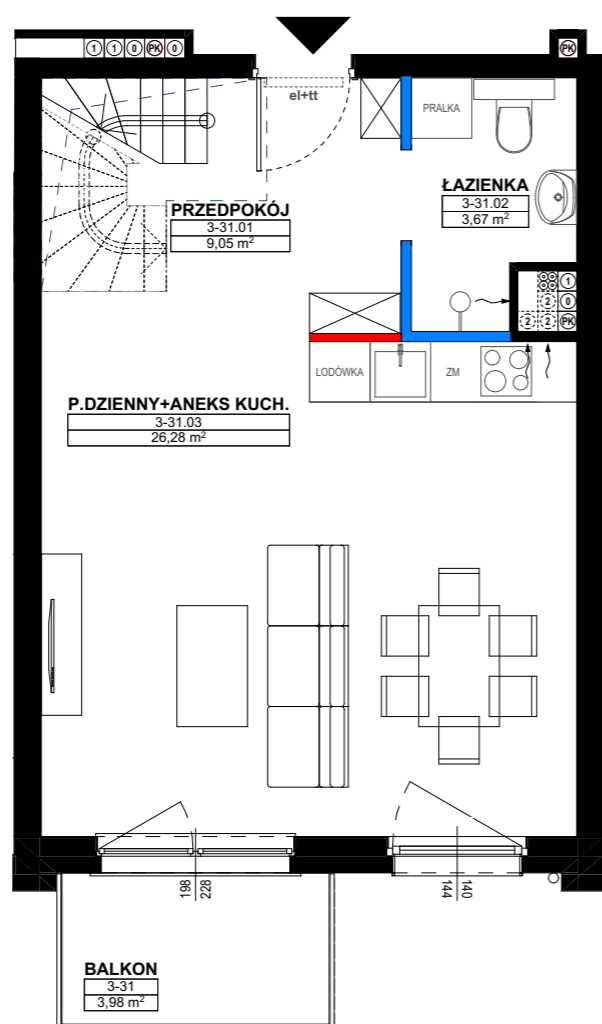 1 1 0 PK 0
PK
el+tt
PRALKA
ŁAZIENKA
3-31.02
3,67 m²
PRZEDPOKÓJ
3-31.01
9,05 m²
1
2 0
2 2 PK
LODÓWKA
ZM
P.DZIENNY+ANEKS KUCH.
3-31.03
26,28 m²
198
228
144
140
BALKON
3-31
3,98 m²